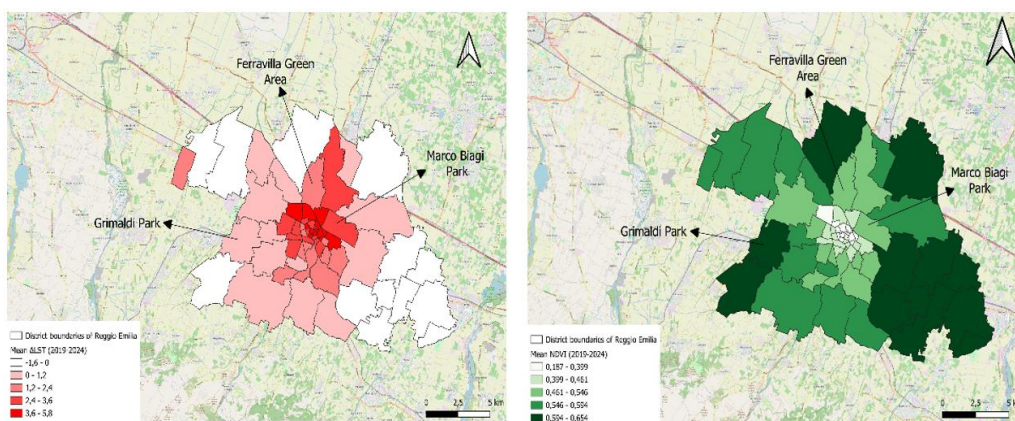 Ferravilla Green
Area
Marco Biagi
Park
Grimaldi Park
District boundaries of Reggio Emilia
Mean ΔLST (2019-2024)
-1,6 - 0
0 - 1,2
1,2 - 2,4
2,4 - 3,6
3,6 - 5,8
0 2,5 5 km
Ferravilla Green
Area
Marco Biagi
Park
Grimaldi Park
District boundaries of Reggio Emilia
Mean NDVI (2019-2024)
0,187 - 0,399
0,399 - 0,461
0,461 - 0,546
0,546 - 0,594
0,594 - 0,654
0 2,5 5 k